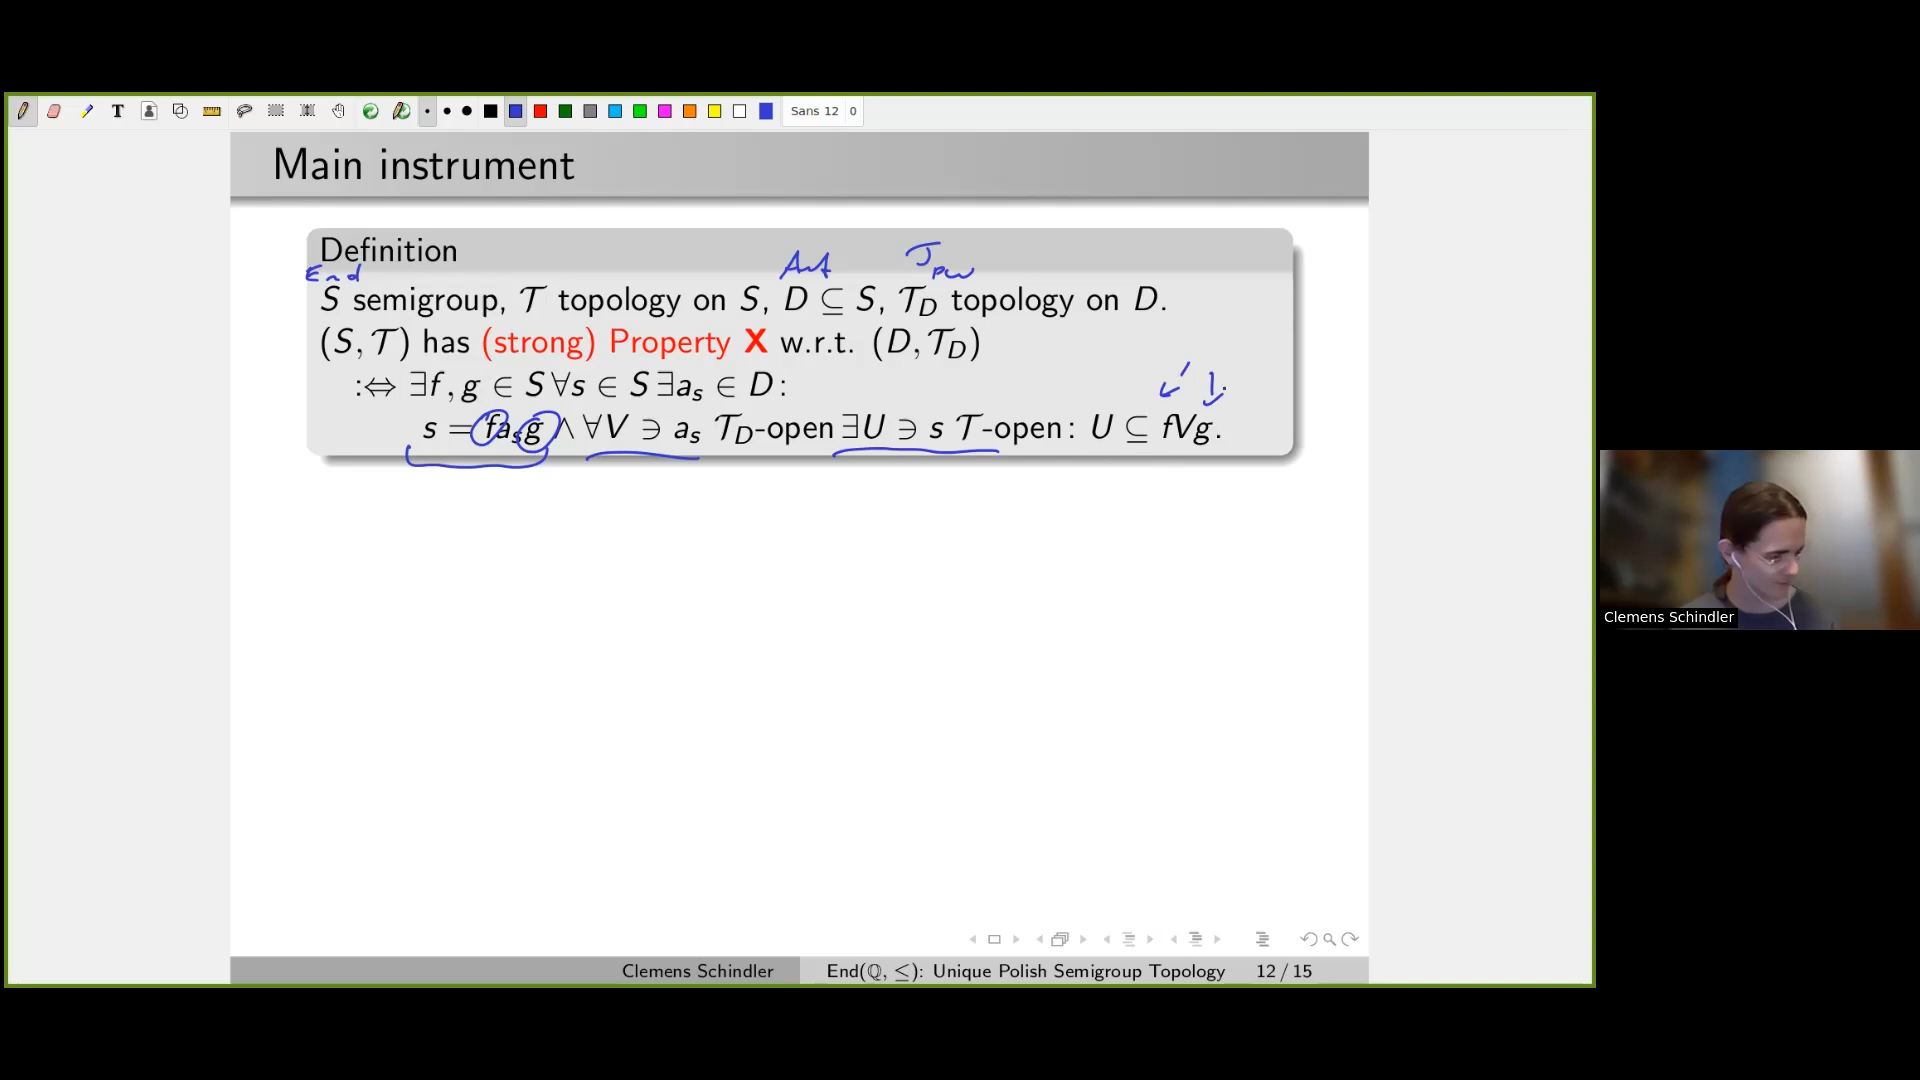 T Sans 12 0
Main instrument
Definition
End Aut 𝒯pw
S semigroup, 𝒯 topology on S, D ⊆ S, 𝒯_D topology on D.
(S, 𝒯) has (strong) Property X w.r.t. (D, 𝒯_D)
:⇔ ∃f, g ∈ S ∀s ∈ S ∃a_s ∈ D:
s = fa_sg ∧ ∀V ∋ a_s 𝒯_D-open ∃U ∋ s 𝒯-open: U ⊆ fVg.
Clemens Schindler
Clemens Schindler End(ℚ, ≤): Unique Polish Semigroup Topology 12 / 15